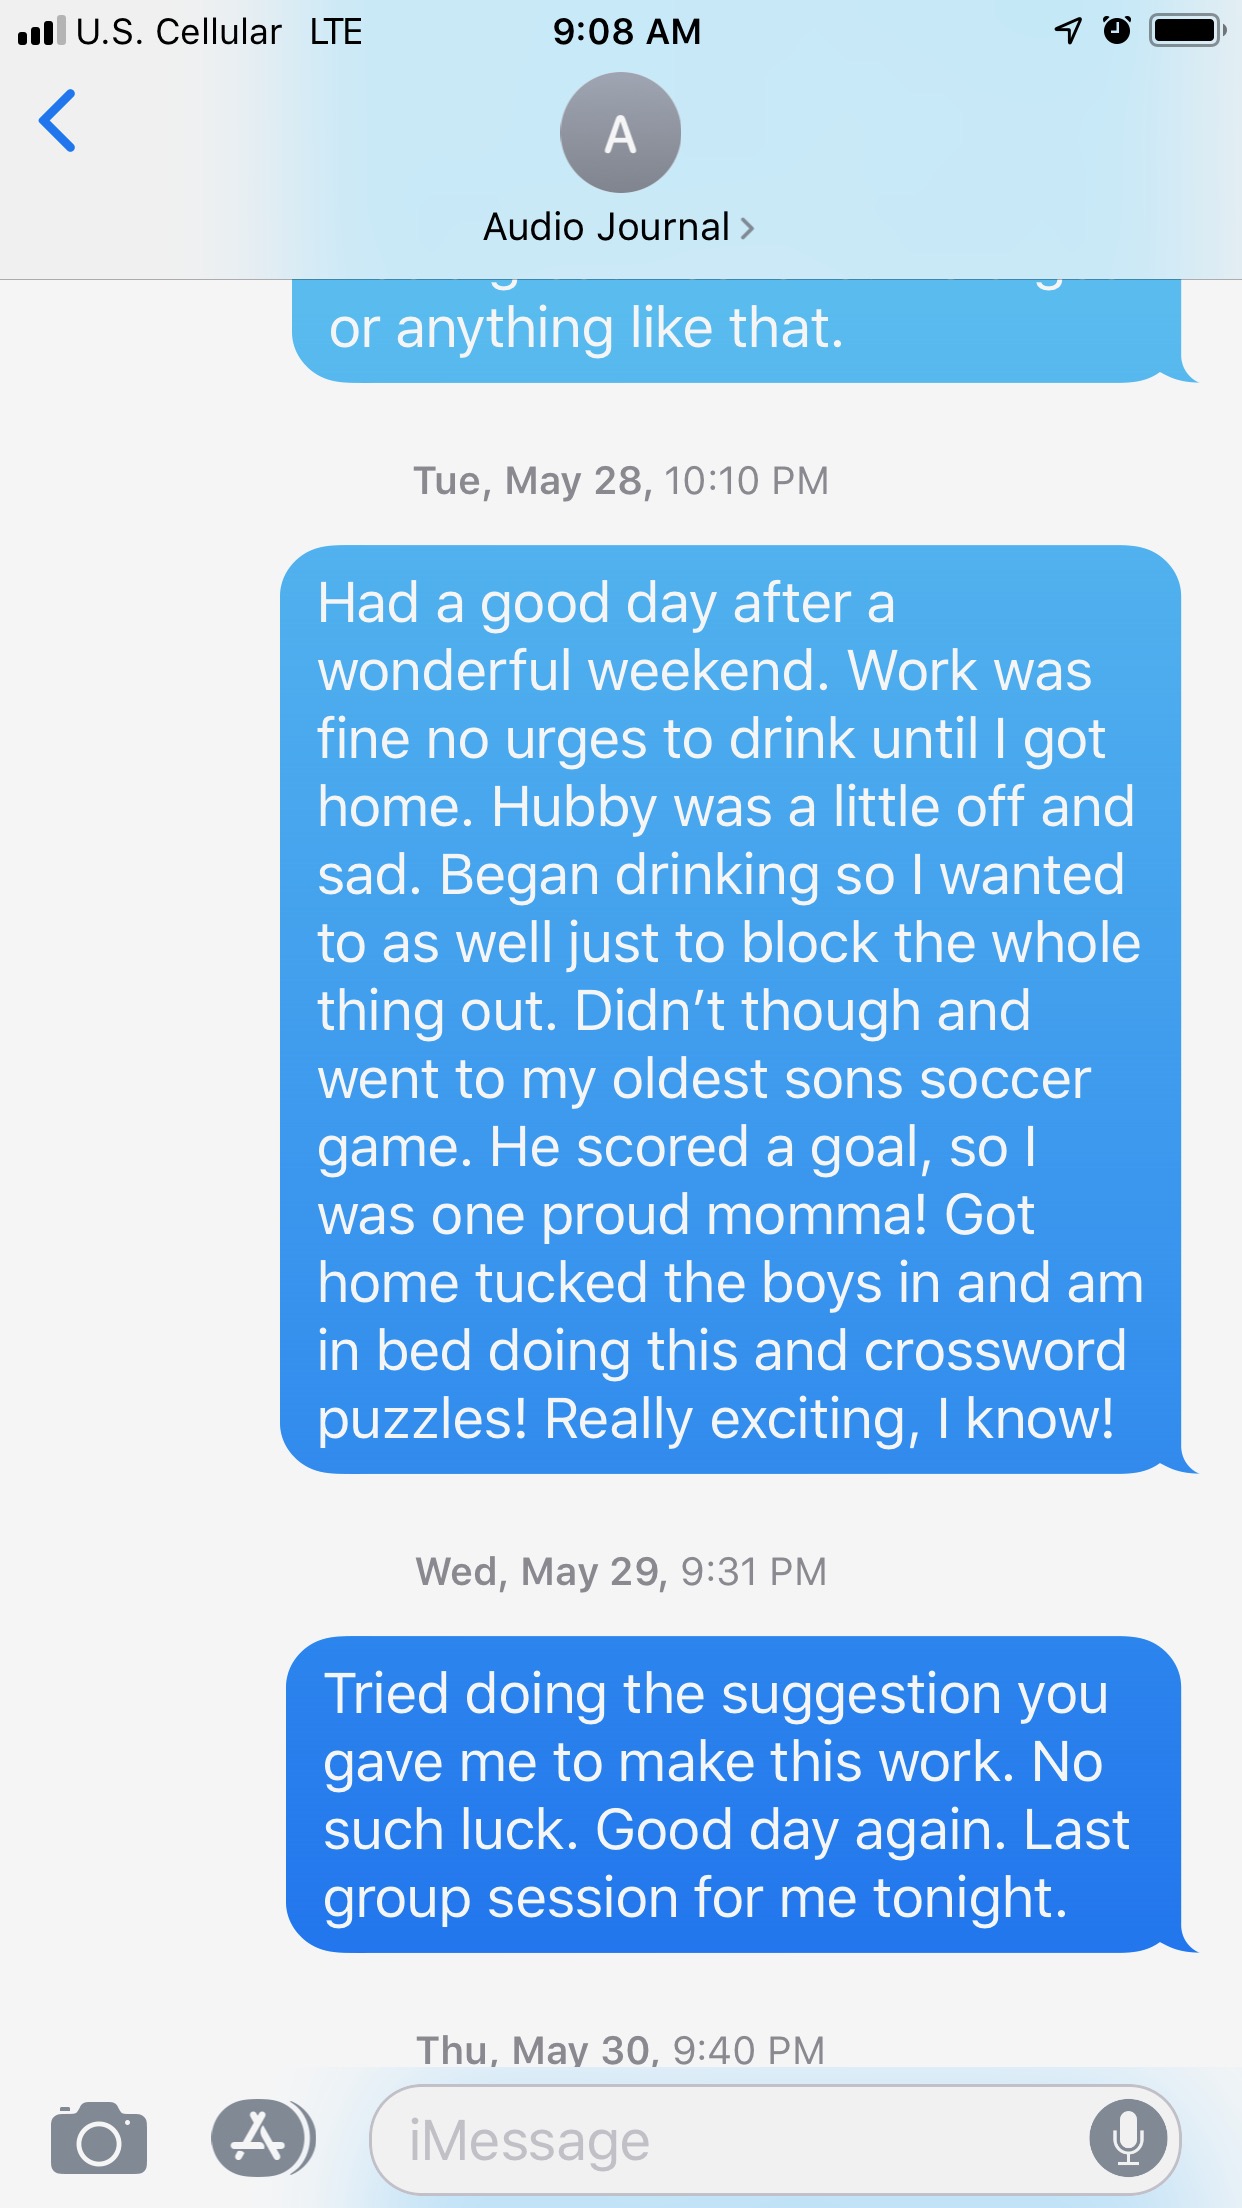 U.S. Cellular LTE 9:08 AM
A
Audio Journal
or anything like that.
Tue, May 28, 10:10 PM
Had a good day after a
wonderful weekend. Work was
fine no urges to drink until I got
home. Hubby was a little off and
sad. Began drinking so I wanted
to as well just to block the whole
thing out. Didn’t though and
went to my oldest sons soccer
game. He scored a goal, so I
was one proud momma! Got
home tucked the boys in and am
in bed doing this and crossword
puzzles! Really exciting, I know!
Wed, May 29, 9:31 PM
Tried doing the suggestion you
gave me to make this work. No
such luck. Good day again. Last
group session for me tonight.
Thu, May 30, 9:40 PM
iMessage